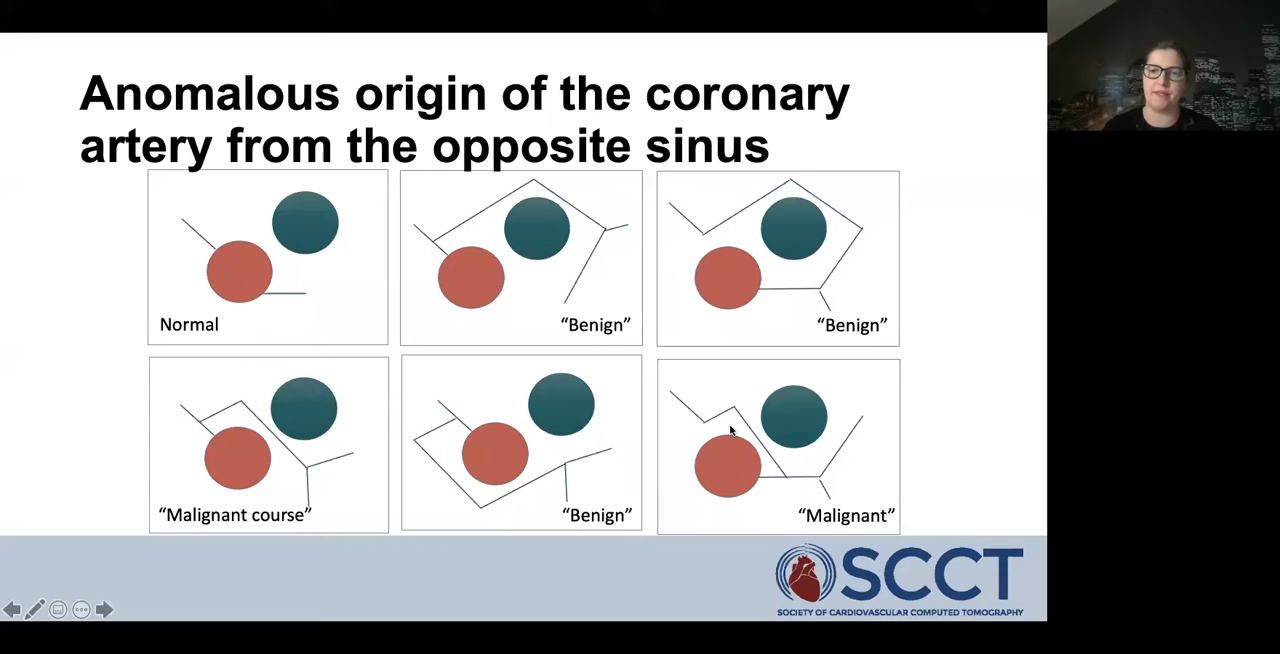 Anomalous origin of the coronary
artery from the opposite sinus
Normal
“Benign”
“Benign”
“Malignant course”
“Benign”
“Malignant”
SCCT
SOCIETY OF CARDIOVASCULAR COMPUTED TOMOGRAPHY